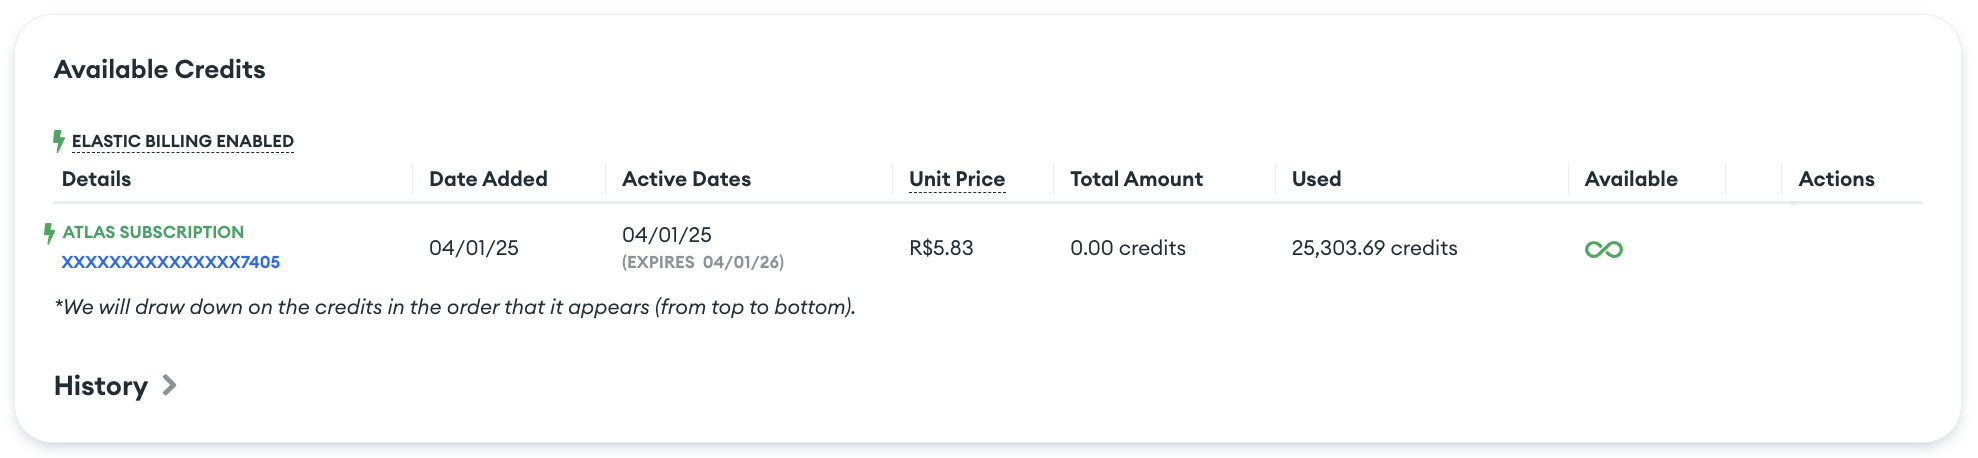 Available Credits
ELASTIC BILLING ENABLED
Details Date Added Active Dates Unit Price Total Amount Used Available Actions
ATLAS SUBSCRIPTION
XXXXXXXXXXXXXXX7405
04/01/25
04/01/25
(EXPIRES 04/01/26)
R$5.83
0.00 credits
25,303.69 credits
*We will draw down on the credits in the order that it appears (from top to bottom).
History